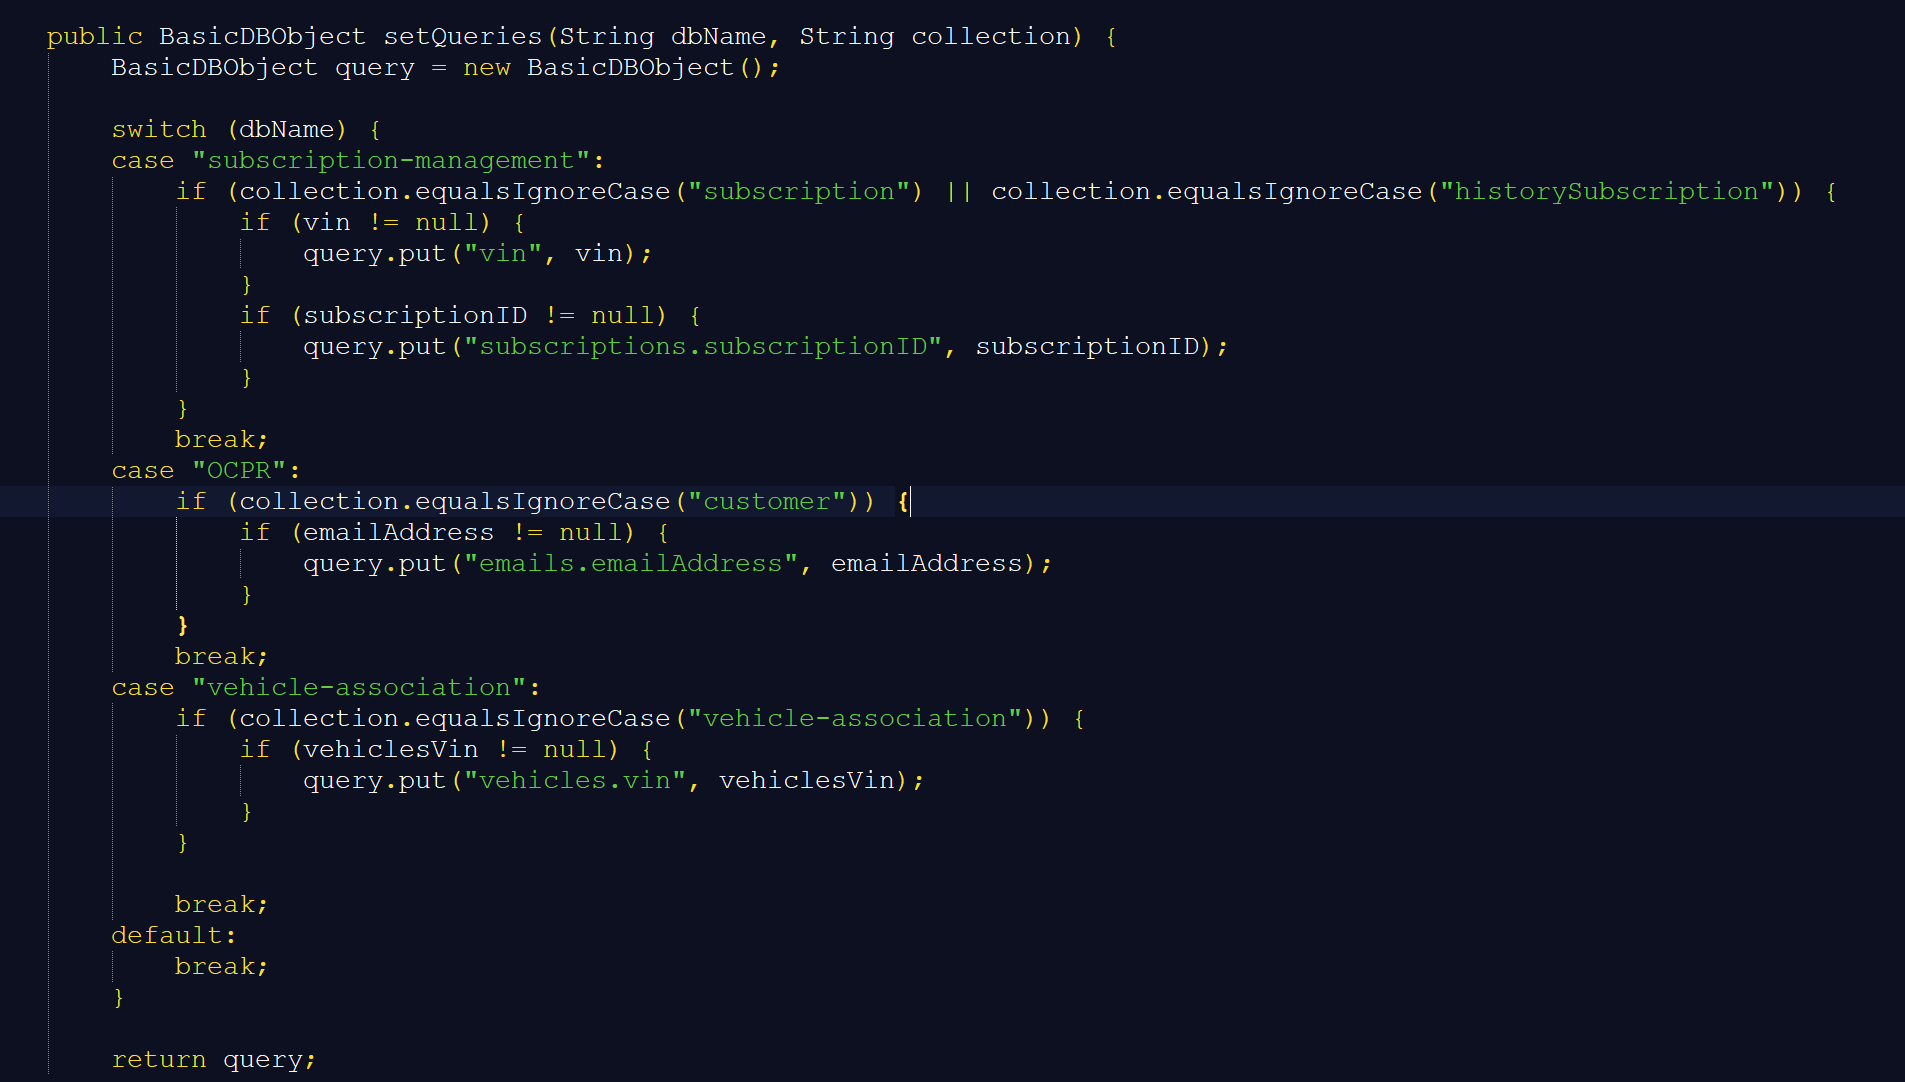 public BasicDBObject setQueries(String dbName, String collection) {
    BasicDBObject query = new BasicDBObject();

    switch (dbName) {
    case "subscription-management":
        if (collection.equalsIgnoreCase("subscription") || collection.equalsIgnoreCase("historySubscription")) {
            if (vin != null) {
                query.put("vin", vin);
            }
            if (subscriptionID != null) {
                query.put("subscriptions.subscriptionID", subscriptionID);
            }
        }
        break;
    case "OCPR":
        if (collection.equalsIgnoreCase("customer")) {
            if (emailAddress != null) {
                query.put("emails.emailAddress", emailAddress);
            }
        }
        break;
    case "vehicle-association":
        if (collection.equalsIgnoreCase("vehicle-association")) {
            if (vehiclesVin != null) {
                query.put("vehicles.vin", vehiclesVin);
            }
        }

        break;
    default:
        break;
    }

    return query;